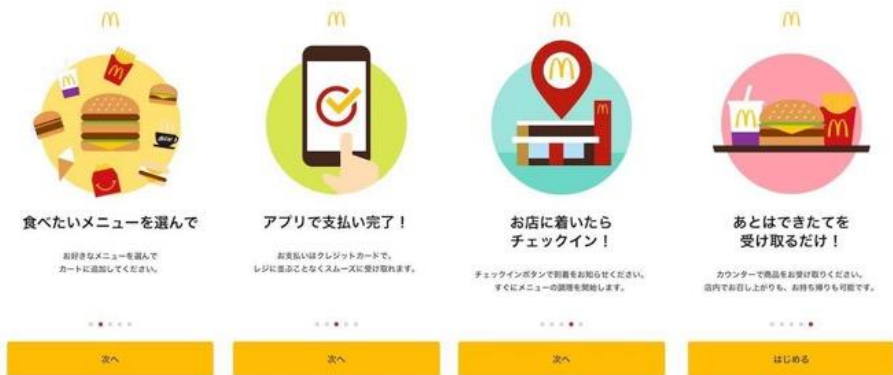 食べたいメニューを選んで
お好きなメニューを選んで
カートに追加してください。
次へ
アプリで支払い完了！
お支払いはクレジットカードで、
レジに並ぶことなくスムーズに受け取れます。
次へ
お店に着いたら
チェックイン！
チェックインボタンで到着をお知らせください。
すぐにメニューの調理を開始します。
次へ
あとはできたてを
受け取るだけ！
カウンターで商品をお受け取りください。
店内でお召し上がりも、お持ち帰りも可能です。
はじめる